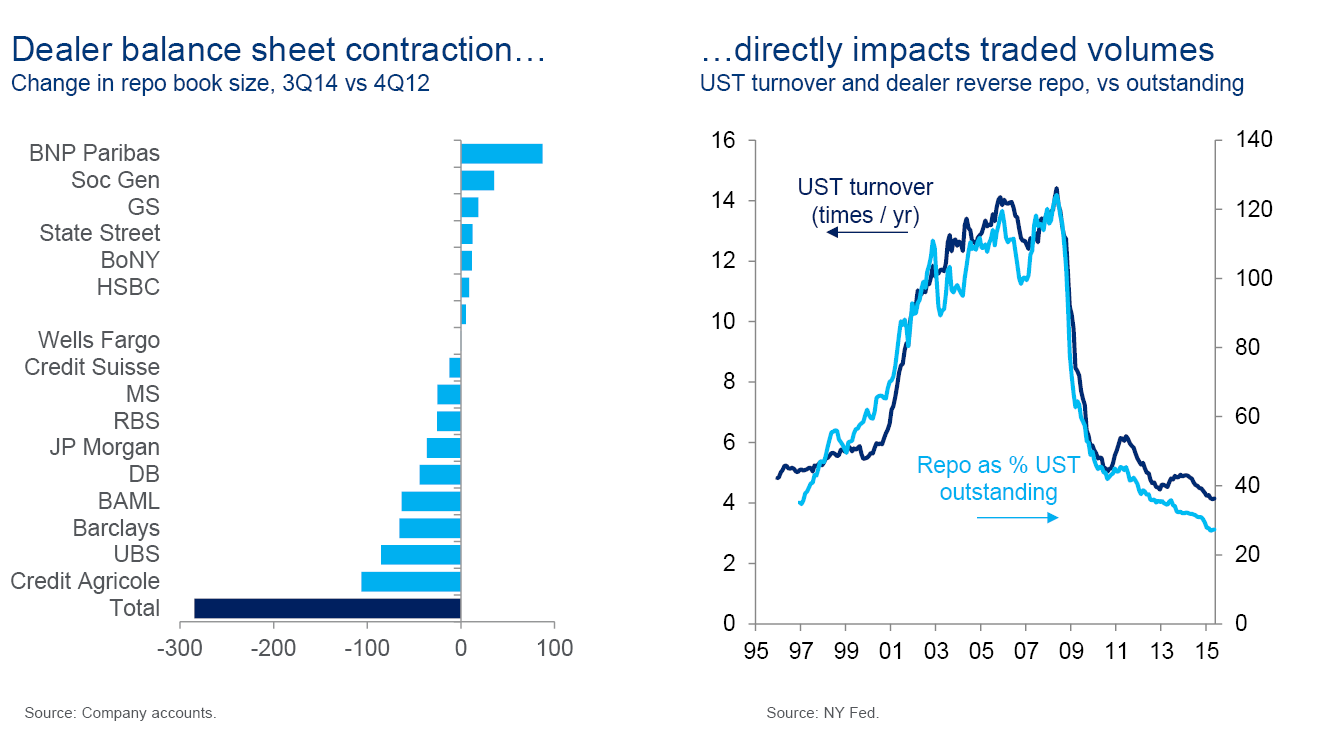 Dealer balance sheet contraction…
Change in repo book size, 3Q14 vs 4Q12
BNP Paribas
Soc Gen
GS
State Street
BoNY
HSBC
Wells Fargo
Credit Suisse
MS
RBS
JP Morgan
DB
BAML
Barclays
UBS
Credit Agricole
Total
-300 -200 -100 0 100
Source: Company accounts.
…directly impacts traded volumes
UST turnover and dealer reverse repo, vs outstanding
16
14
12
10
8
6
4
2
0
UST turnover
(times / yr)
Repo as % UST
outstanding
140
120
100
80
60
40
20
0
95 97 99 01 03 05 07 09 11 13 15
Source: NY Fed.